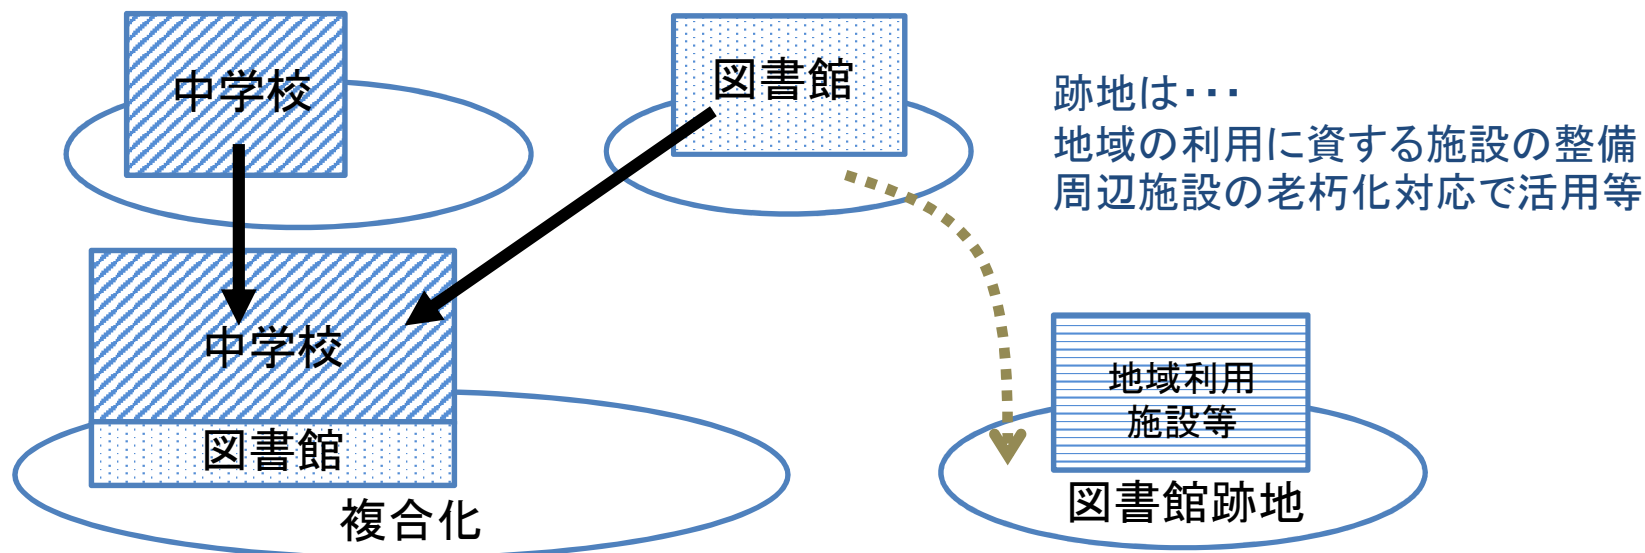 中学校
図書館
跡地は・・・
地域の利用に資する施設の整備
周辺施設の老朽化対応で活用等
中学校
図書館
複合化
地域利用
施設等
図書館跡地